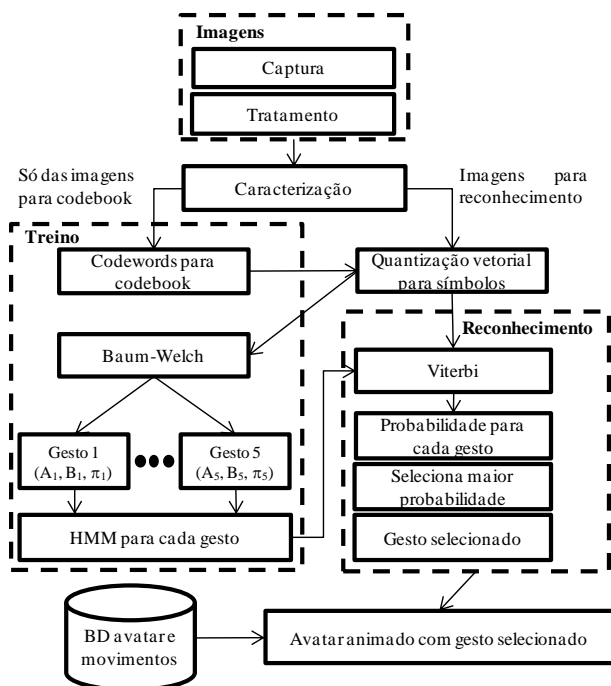 Imagens
Captura
Tratamento
Só das imagens
para codebook
Caracterização
Imagens para
reconhecimento
Treino
Codewords para
codebook
Quantização vetorial
para símbolos
Reconhecimento
Baum-Welch
Viterbi
Gesto 1
(A₁, B₁, π₁)
Gesto 5
(A₅, B₅, π₅)
Probabilidade para
cada gesto
Seleciona maior
probabilidade
HMM para cada gesto
Gesto selecionado
BD avatar e
movimentos
Avatar animado com gesto selecionado